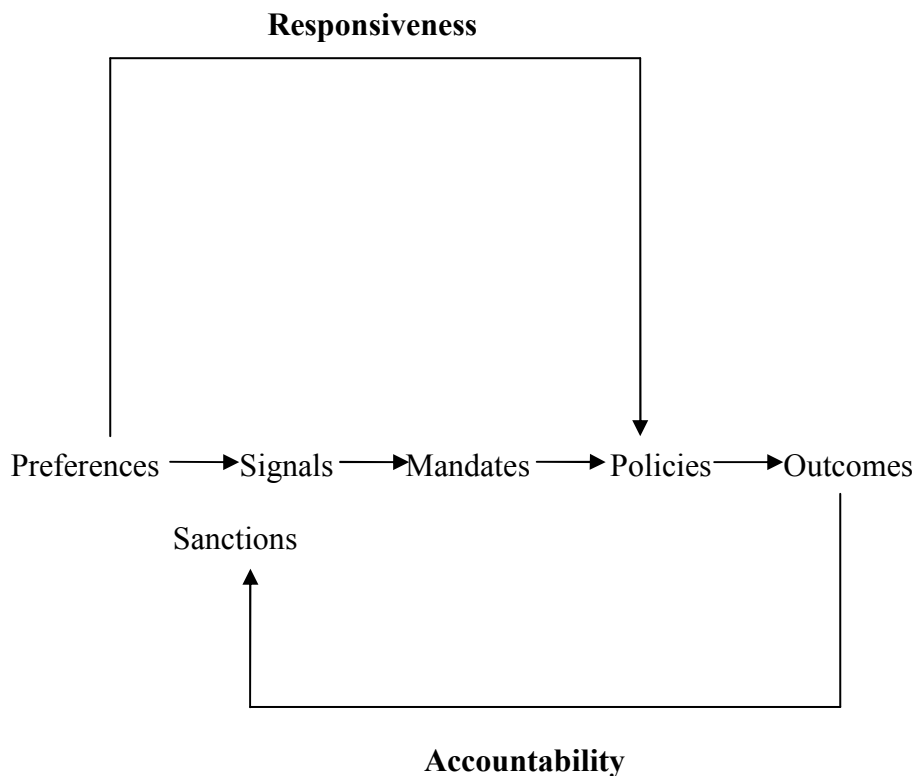 Responsiveness
Preferences Signals Mandates Policies Outcomes
Sanctions
Accountability